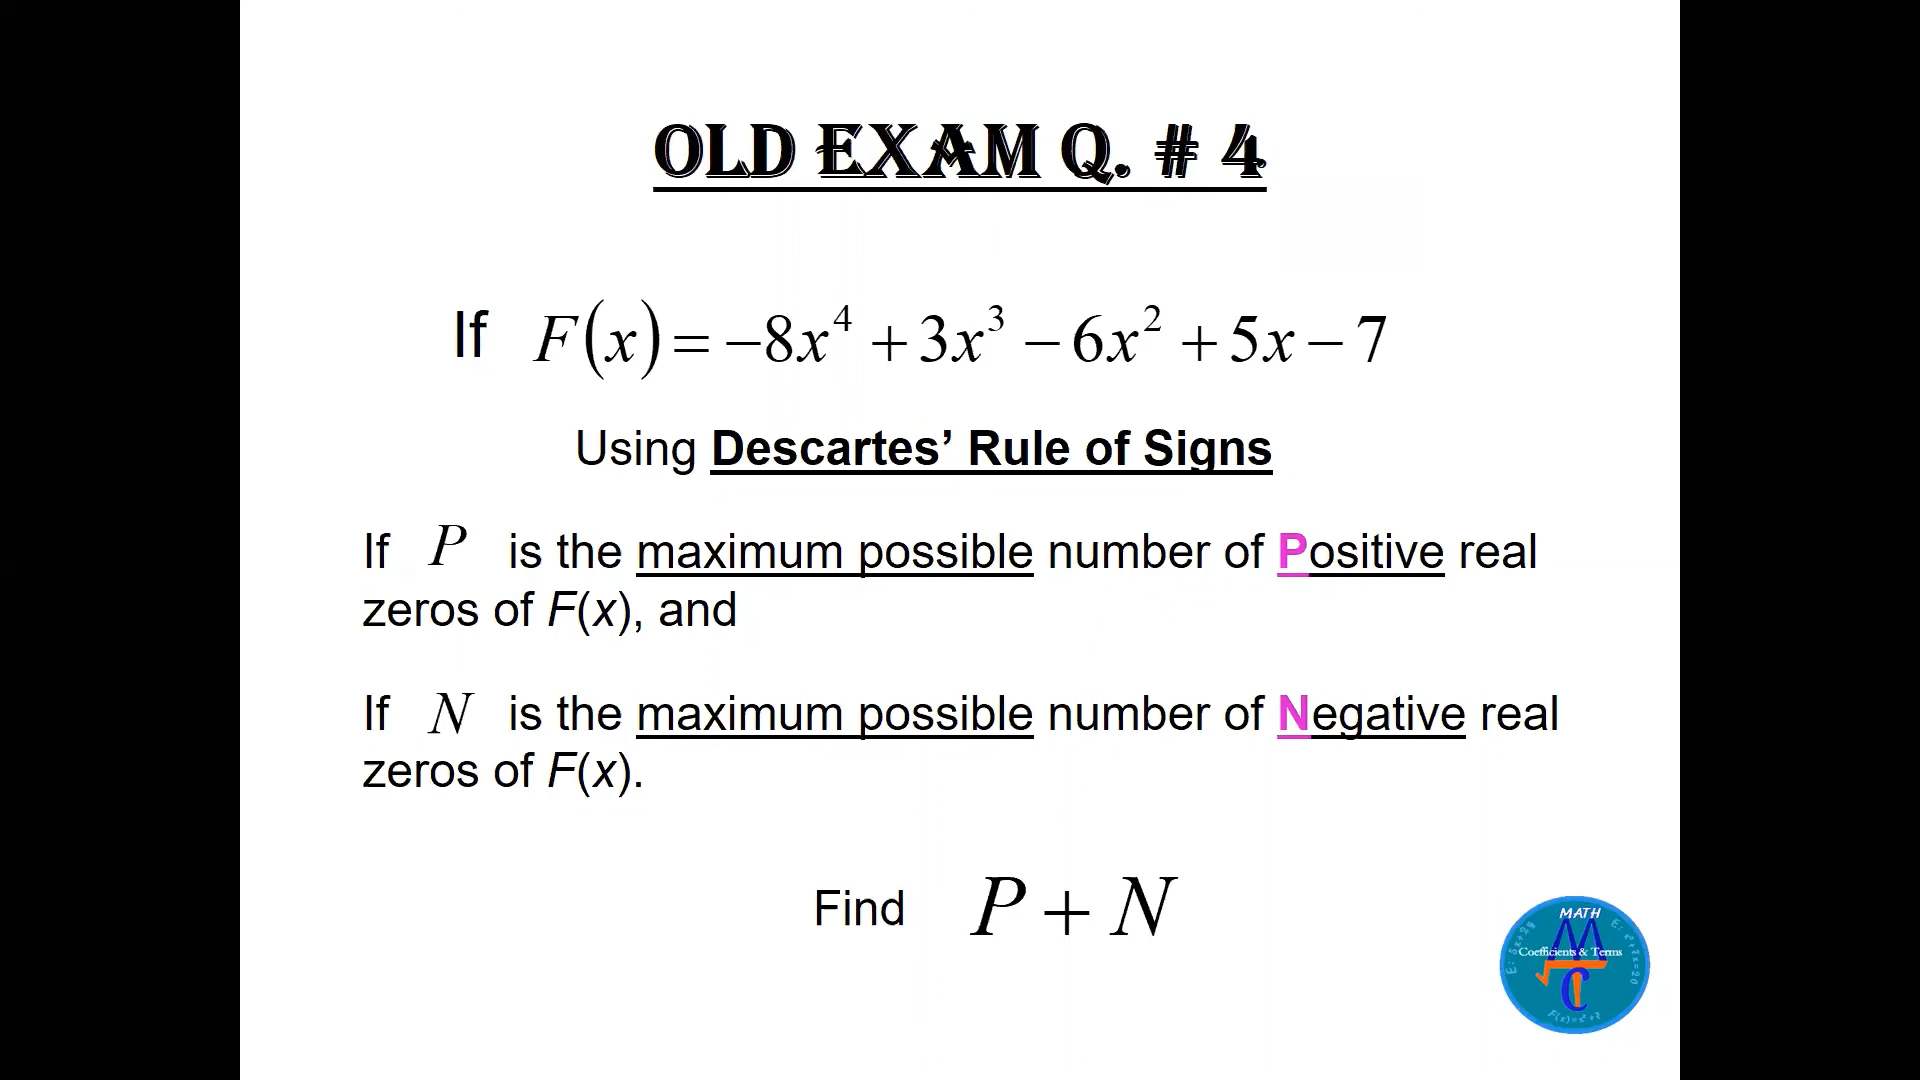 OLD EXAM Q. # 4
If F(x) = −8x⁴ + 3x³ − 6x² + 5x − 7
Using Descartes’ Rule of Signs
If P is the maximum possible number of Positive real
zeros of F(x), and
If N is the maximum possible number of Negative real
zeros of F(x).
Find P + N
MATH
Coefficients & Terms